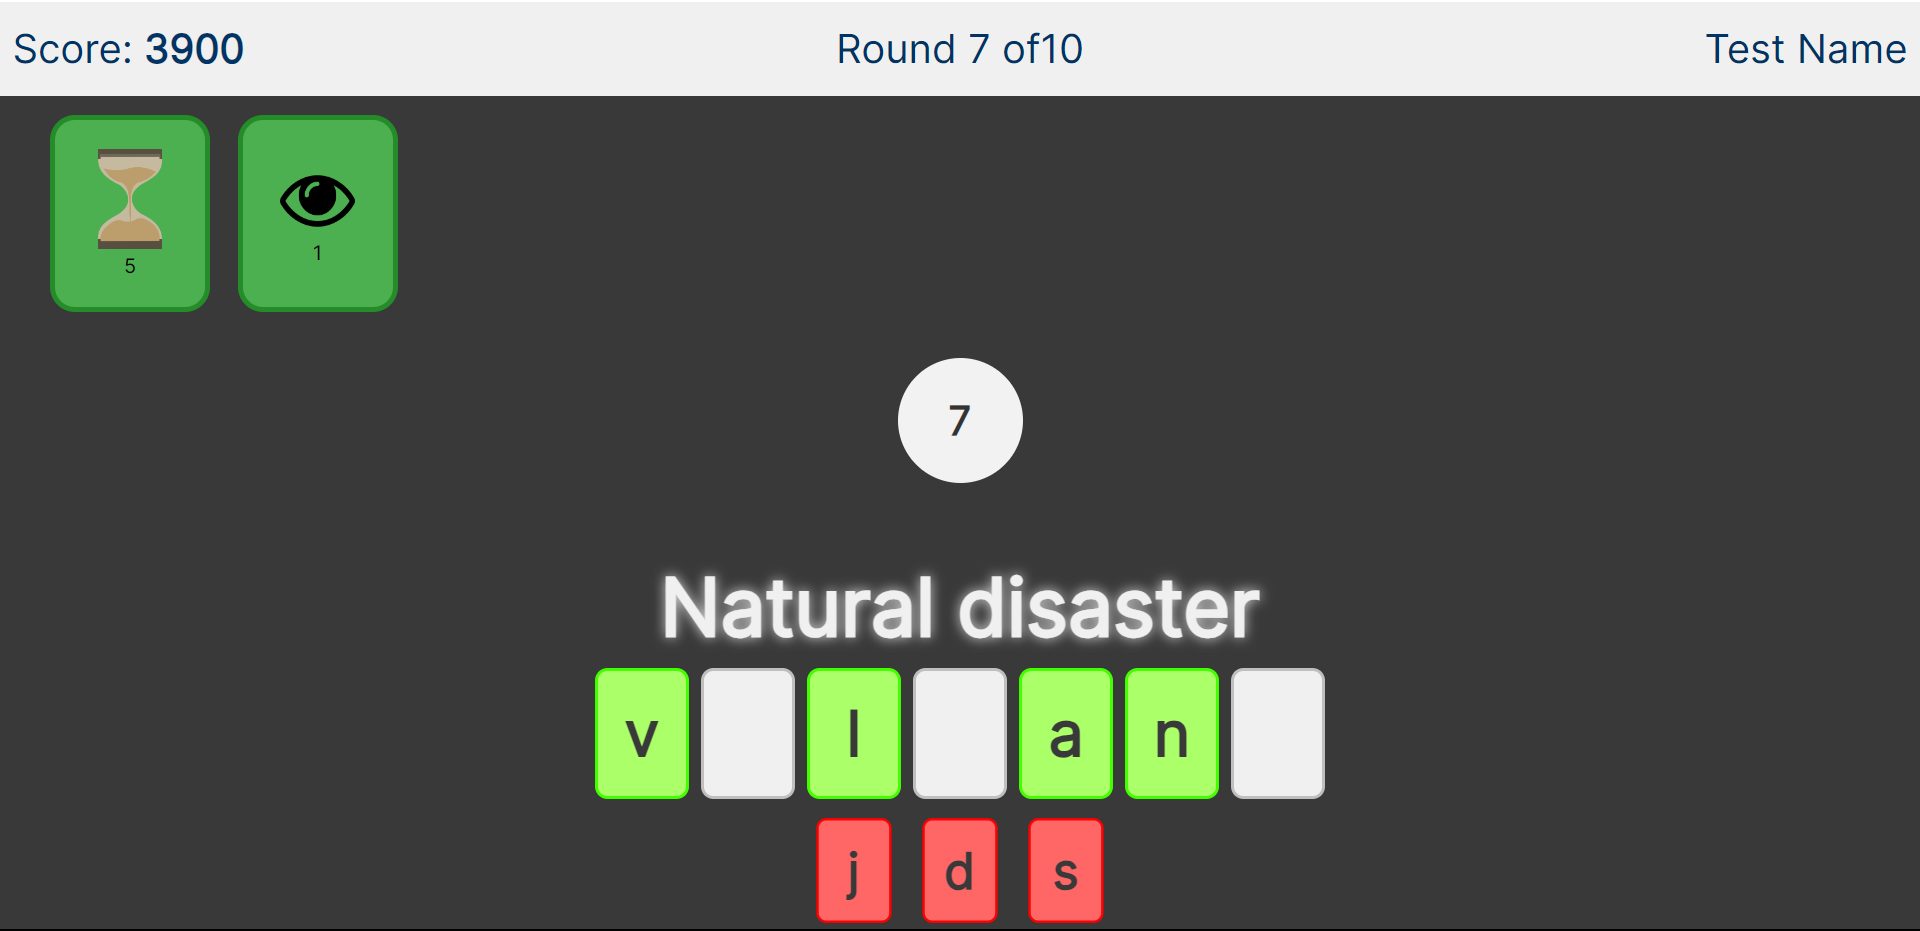 Score: 3900
Round 7 of10
Test Name
5
1
7
Natural disaster
v l a n
j d s